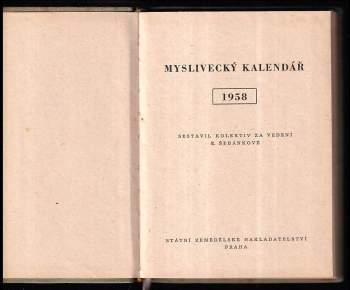 MYSLIVECKÝ KALENDÁŘ
1958
SESTAVIL KOLEKTIV ZA VEDENÍ
E. ŠEBÁNKOVÉ
STÁTNÍ ZEMĚDĚLSKÉ NAKLADATELSTVÍ
PRAHA